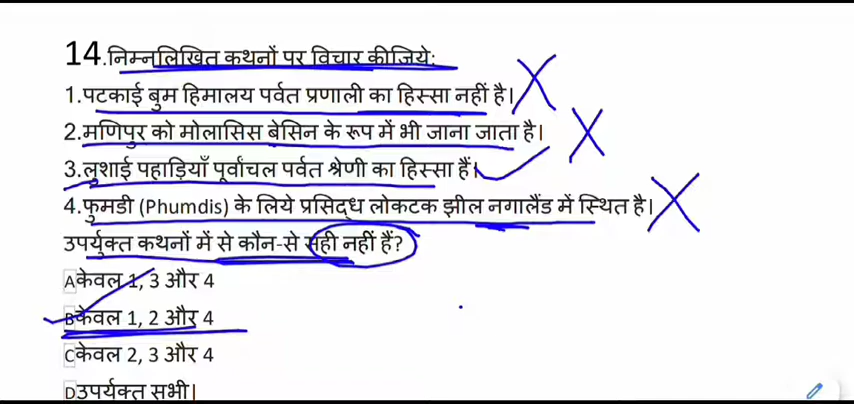 14.निम्नलिखित कथनों पर विचार कीजिये:
1.पटकाई बुम हिमालय पर्वत प्रणाली का हिस्सा नहीं है।
2.मणिपुर को मोलासिस बेसिन के रूप में भी जाना जाता है।
3.लुशाई पहाड़ियाँ पूर्वांचल पर्वत श्रेणी का हिस्सा हैं।
4.फुमडी (Phumdis) के लिये प्रसिद्ध लोकटक झील नगालैंड में स्थित है।
उपर्युक्त कथनों में से कौन-से सही नहीं हैं?
Aकेवल 1, 3 और 4
Bकेवल 1, 2 और 4
Cकेवल 2, 3 और 4
Dउपर्यक्त सभी|